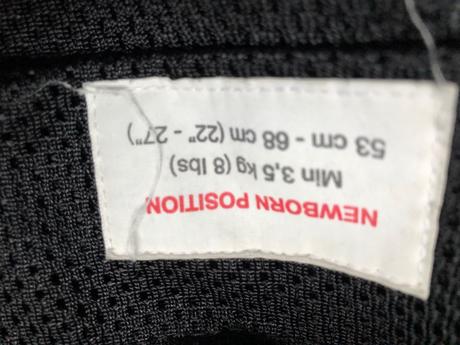 NEWBORN POSITION
Min 3,5 kg (8 lbs)
53 cm - 68 cm (22" - 27")